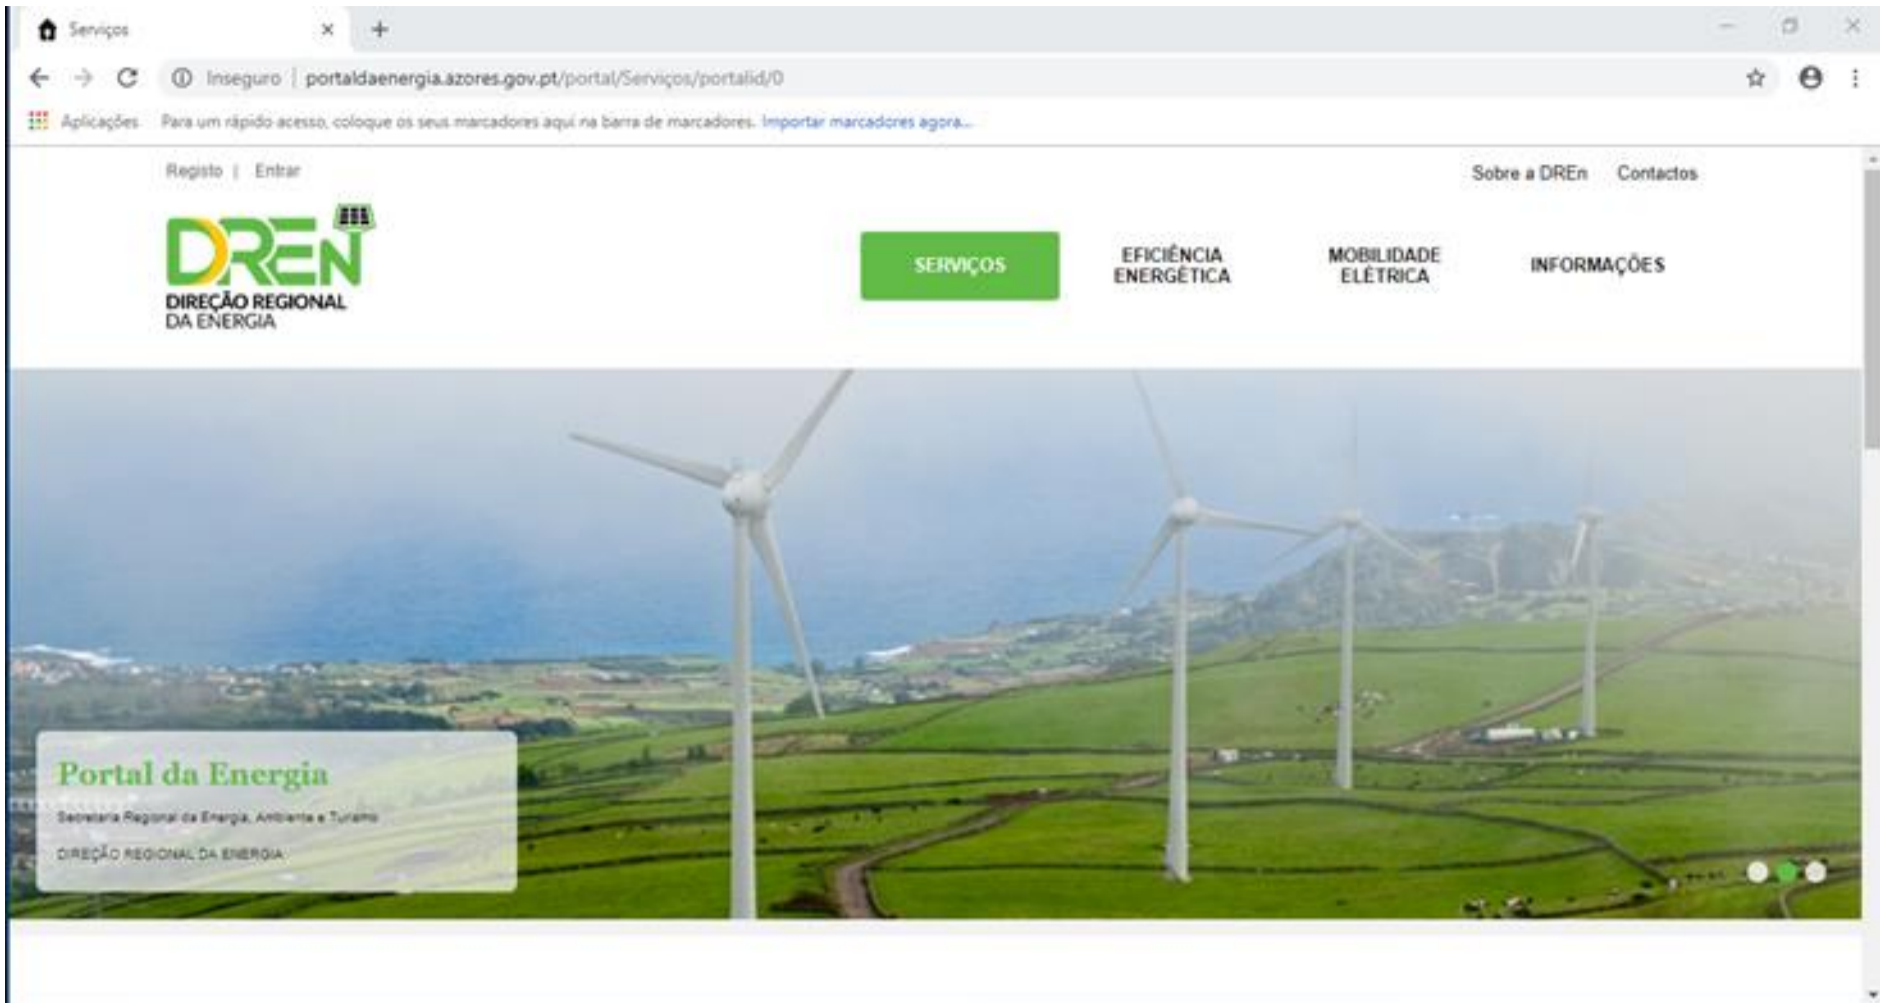 Serviços
Inseguro | portaldaenergia.azores.gov.pt/portal/Serviços/portalid/0
Aplicações Para um rápido acesso, coloque os seus marcadores aqui na barra de marcadores. Importar marcadores agora...
Registo | Entrar
Sobre a DREn Contactos
DREn
DIREÇÃO REGIONAL
DA ENERGIA
SERVIÇOS
EFICIÊNCIA
ENERGÉTICA
MOBILIDADE
ELÉTRICA
INFORMAÇÕES
Portal da Energia
Secretaria Regional da Energia, Ambiente e Turismo
DIREÇÃO REGIONAL DA ENERGIA